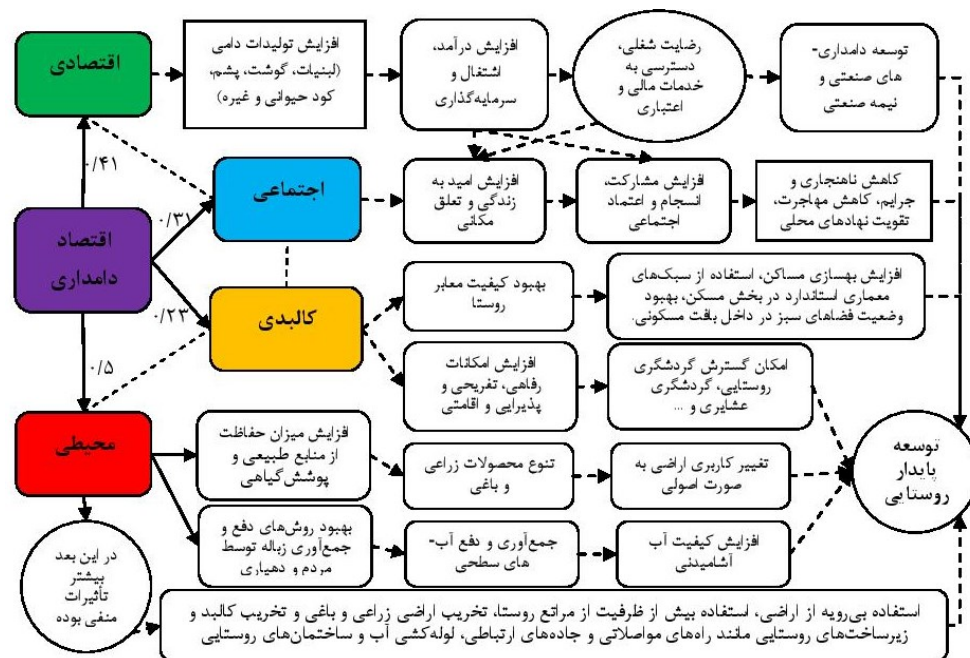 اقتصادی
افزایش تولیدات دامی
(لبنیات، گوشت، پشم،
کود حیوانی و غیره)
افزایش درآمد،
اشتغال و
سرمایه‌گذاری
رضایت شغلی،
دسترسی به
خدمات مالی و
اعتباری
توسعه دامداری-
های صنعتی و
نیمه صنعتی
۰/۴۱
اجتماعی
افزایش امید به
زندگی و تعلق
مکانی
افزایش مشارکت،
انسجام و اعتماد
اجتماعی
کاهش ناهنجاری و
جرایم، کاهش مهاجرت،
تقویت نهادهای محلی
۰/۳۱
اقتصاد
دامداری
۰/۲۳
کالبدی
بهبود کیفیت معابر
روستا
افزایش بهسازی مساکن، استفاده از سبک‌های
معماری استاندارد در بخش مسکن، بهبود
وضعیت فضاهای سبز در داخل بافت مسکونی.
۰/۵
افزایش امکانات
رفاهی، تفریحی و
پذیرایی و اقامتی
امکان گسترش گردشگری
روستایی، گردشگری
عشایری و ...
محیطی
افزایش میزان حفاظت
از منابع طبیعی و
پوشش‌گیاهی
تنوع محصولات زراعی
و باغی
تغییر کاربری اراضی به
صورت اصولی
توسعه
پایدار
روستایی
بهبود روش‌های دفع و
جمع‌آوری زباله توسط
مردم و دهیاری
جمع‌آوری و دفع آب-
های سطحی
افزایش کیفیت آب
آشامیدنی
در این بعد
بیشتر
تأثیرات
منفی بوده
استفاده بی‌رویه از اراضی، استفاده بیش از ظرفیت از مراتع روستا، تخریب اراضی زراعی و باغی و تخریب کالبد و
زیرساخت‌های روستایی مانند راه‌های مواصلاتی و جاده‌های ارتباطی، لوله‌کشی آب و ساختمان‌های روستایی